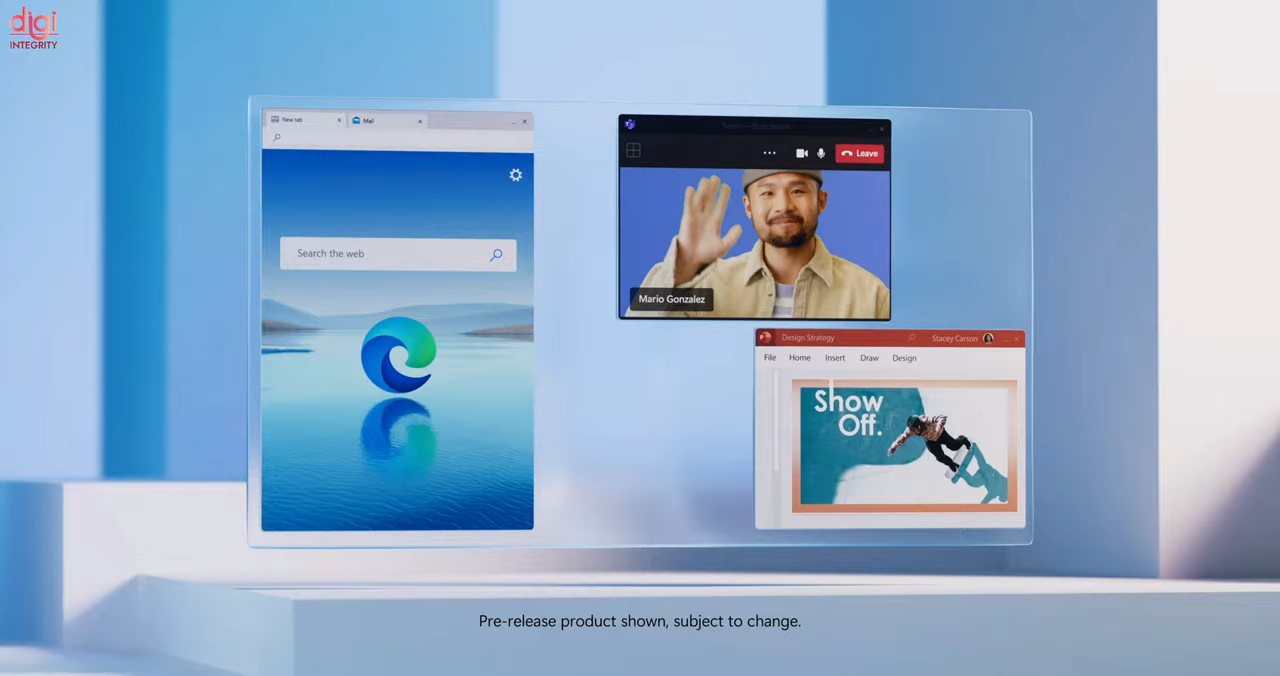 digi
INTEGRITY
New tab
Mail
Search the web
Leave
Mario Gonzalez
Design Strategy
Stacey Carson
File Home Insert Draw Design
Show
Off.
Pre-release product shown, subject to change.